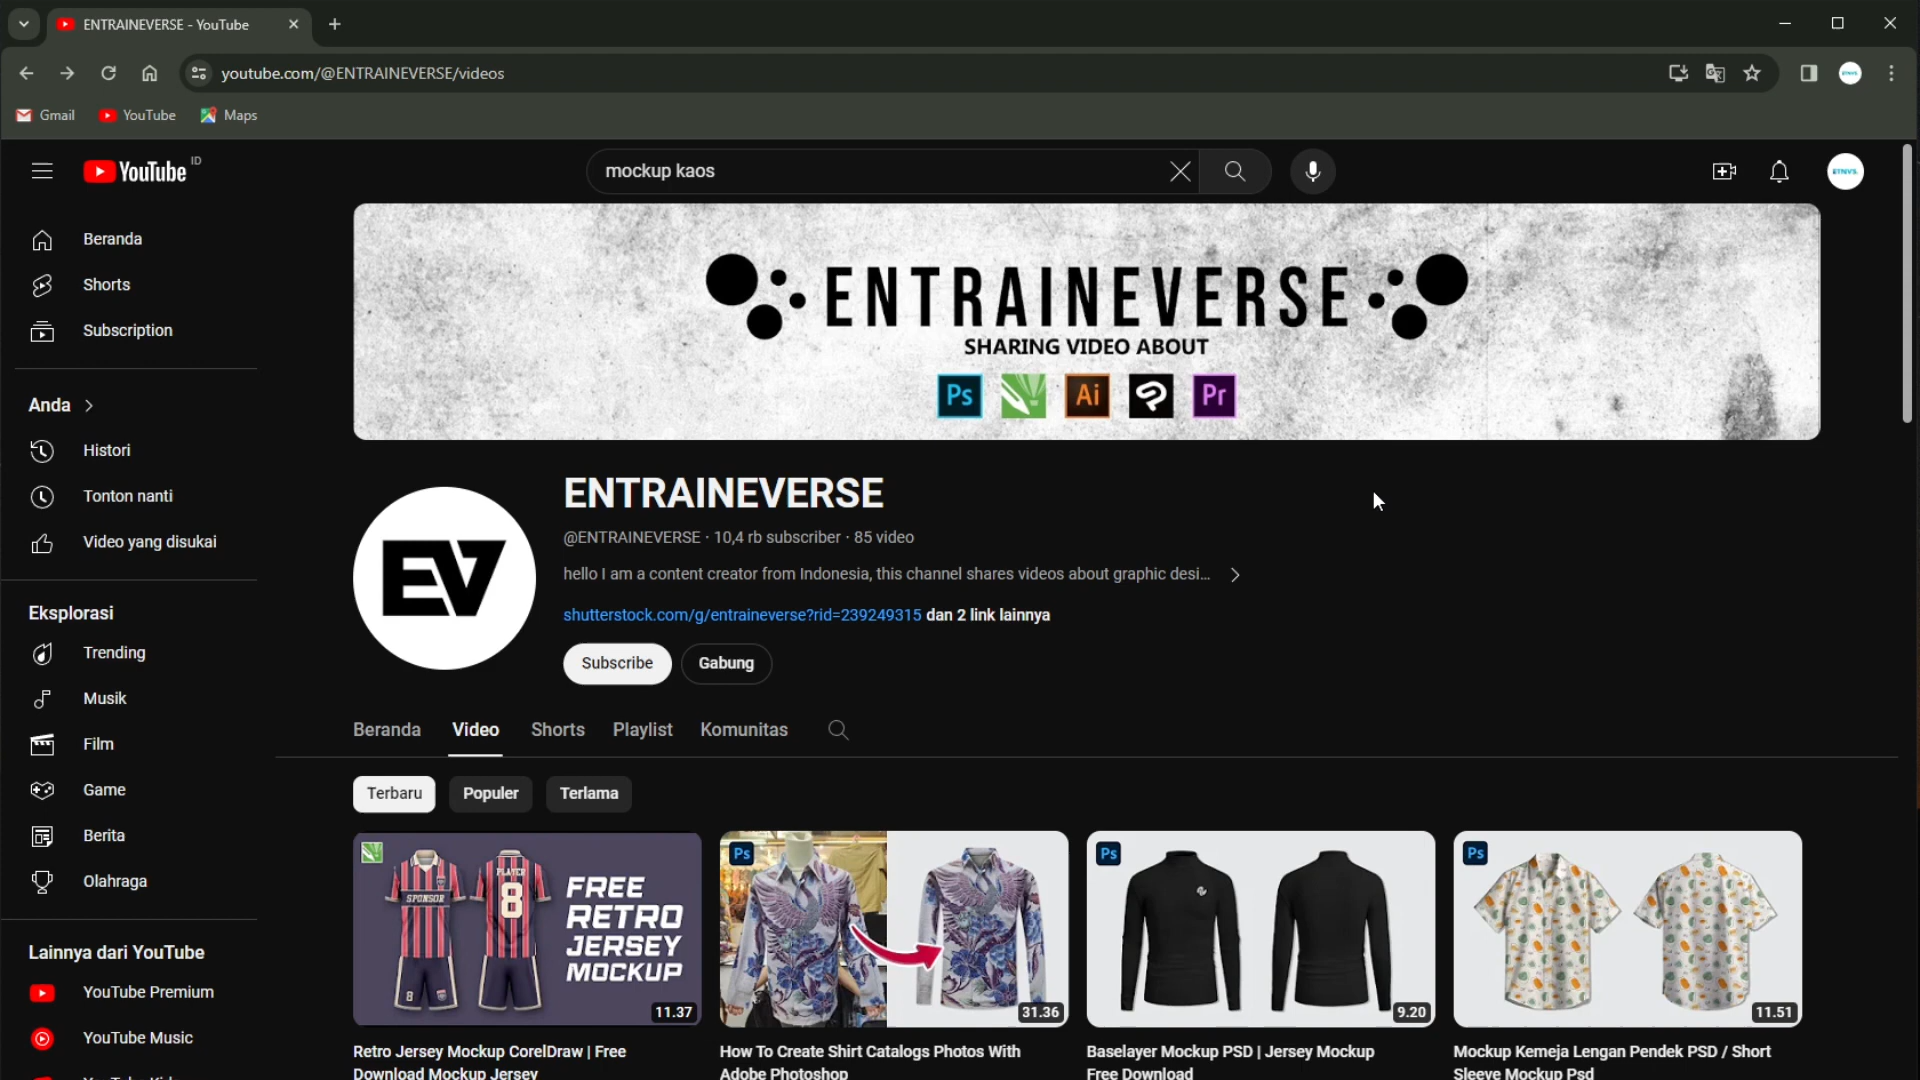 ENTRAINEVERSE - YouTube
youtube.com/@ENTRAINEVERSE/videos
Gmail
YouTube
Maps
YouTube ID
mockup kaos
ETNVS.
Beranda
Shorts
Subscription
Anda
Histori
Tonton nanti
Video yang disukai
Eksplorasi
Trending
Musik
Film
Game
Berita
Olahraga
Lainnya dari YouTube
YouTube Premium
YouTube Music
ENTRAINEVERSE
SHARING VIDEO ABOUT
Ps Ai Pr
EV
ENTRAINEVERSE
@ENTRAINEVERSE · 10,4 rb subscriber · 85 video
hello I am a content creator from Indonesia, this channel shares videos about graphic desi...
shutterstock.com/g/entraineverse?rid=239249315 dan 2 link lainnya
Subscribe
Gabung
Beranda
Video
Shorts
Playlist
Komunitas
Terbaru
Populer
Terlama
SPONSOR
PLAYER
8
8
FREE
RETRO
JERSEY
MOCKUP
11.37
Retro Jersey Mockup CorelDraw | Free
Download Mockup Jersey
Ps
31.36
How To Create Shirt Catalogs Photos With
Adobe Photoshop
Ps
9.20
Baselayer Mockup PSD | Jersey Mockup
Free Download
Ps
11.51
Mockup Kemeja Lengan Pendek PSD / Short
Sleeve Mockup Psd